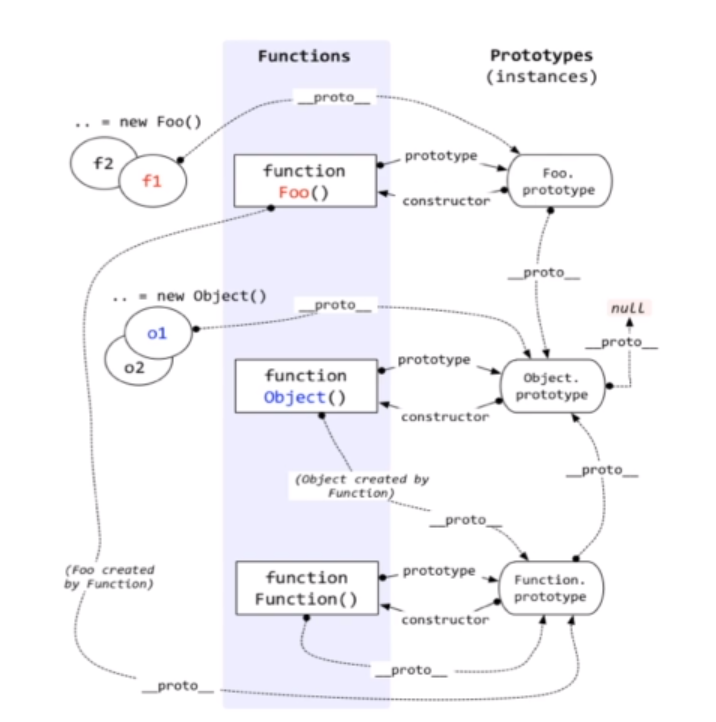 Functions
Prototypes
(instances)
__proto__
.. = new Foo()
f2
f1
function
Foo()
prototype
constructor
Foo.
prototype
__proto__
.. = new Object()
o1
o2
__proto__
null
__proto__
function
Object()
prototype
constructor
Object.
prototype
(Object created by
Function)
__proto__
__proto__
(Foo created
by Function)
function
Function()
prototype
constructor
Function.
prototype
__proto__
__proto__